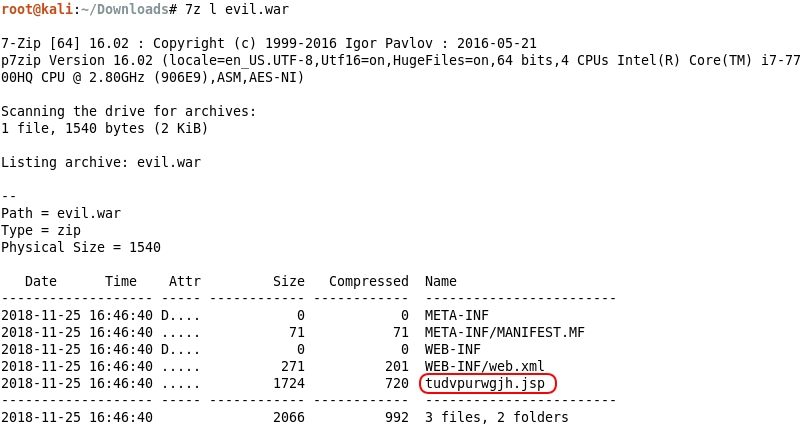 root@kali:~/Downloads# 7z l evil.war

7-Zip [64] 16.02 : Copyright (c) 1999-2016 Igor Pavlov : 2016-05-21
p7zip Version 16.02 (locale=en_US.UTF-8,Utf16=on,HugeFiles=on,64 bits,4 CPUs Intel(R) Core(TM) i7-77
00HQ CPU @ 2.80GHz (906E9),ASM,AES-NI)

Scanning the drive for archives:
1 file, 1540 bytes (2 KiB)

Listing archive: evil.war

--
Path = evil.war
Type = zip
Physical Size = 1540

   Date      Time    Attr         Size   Compressed  Name
------------------- ----- ------------ ------------  ------------------------
2018-11-25 16:46:40 D....            0            0  META-INF
2018-11-25 16:46:40 .....           71           71  META-INF/MANIFEST.MF
2018-11-25 16:46:40 D....            0            0  WEB-INF
2018-11-25 16:46:40 .....          271          201  WEB-INF/web.xml
2018-11-25 16:46:40 .....         1724          720  tudvpurwgjh.jsp
------------------- ----- ------------ ------------  ------------------------
2018-11-25 16:46:40               2066          992  3 files, 2 folders